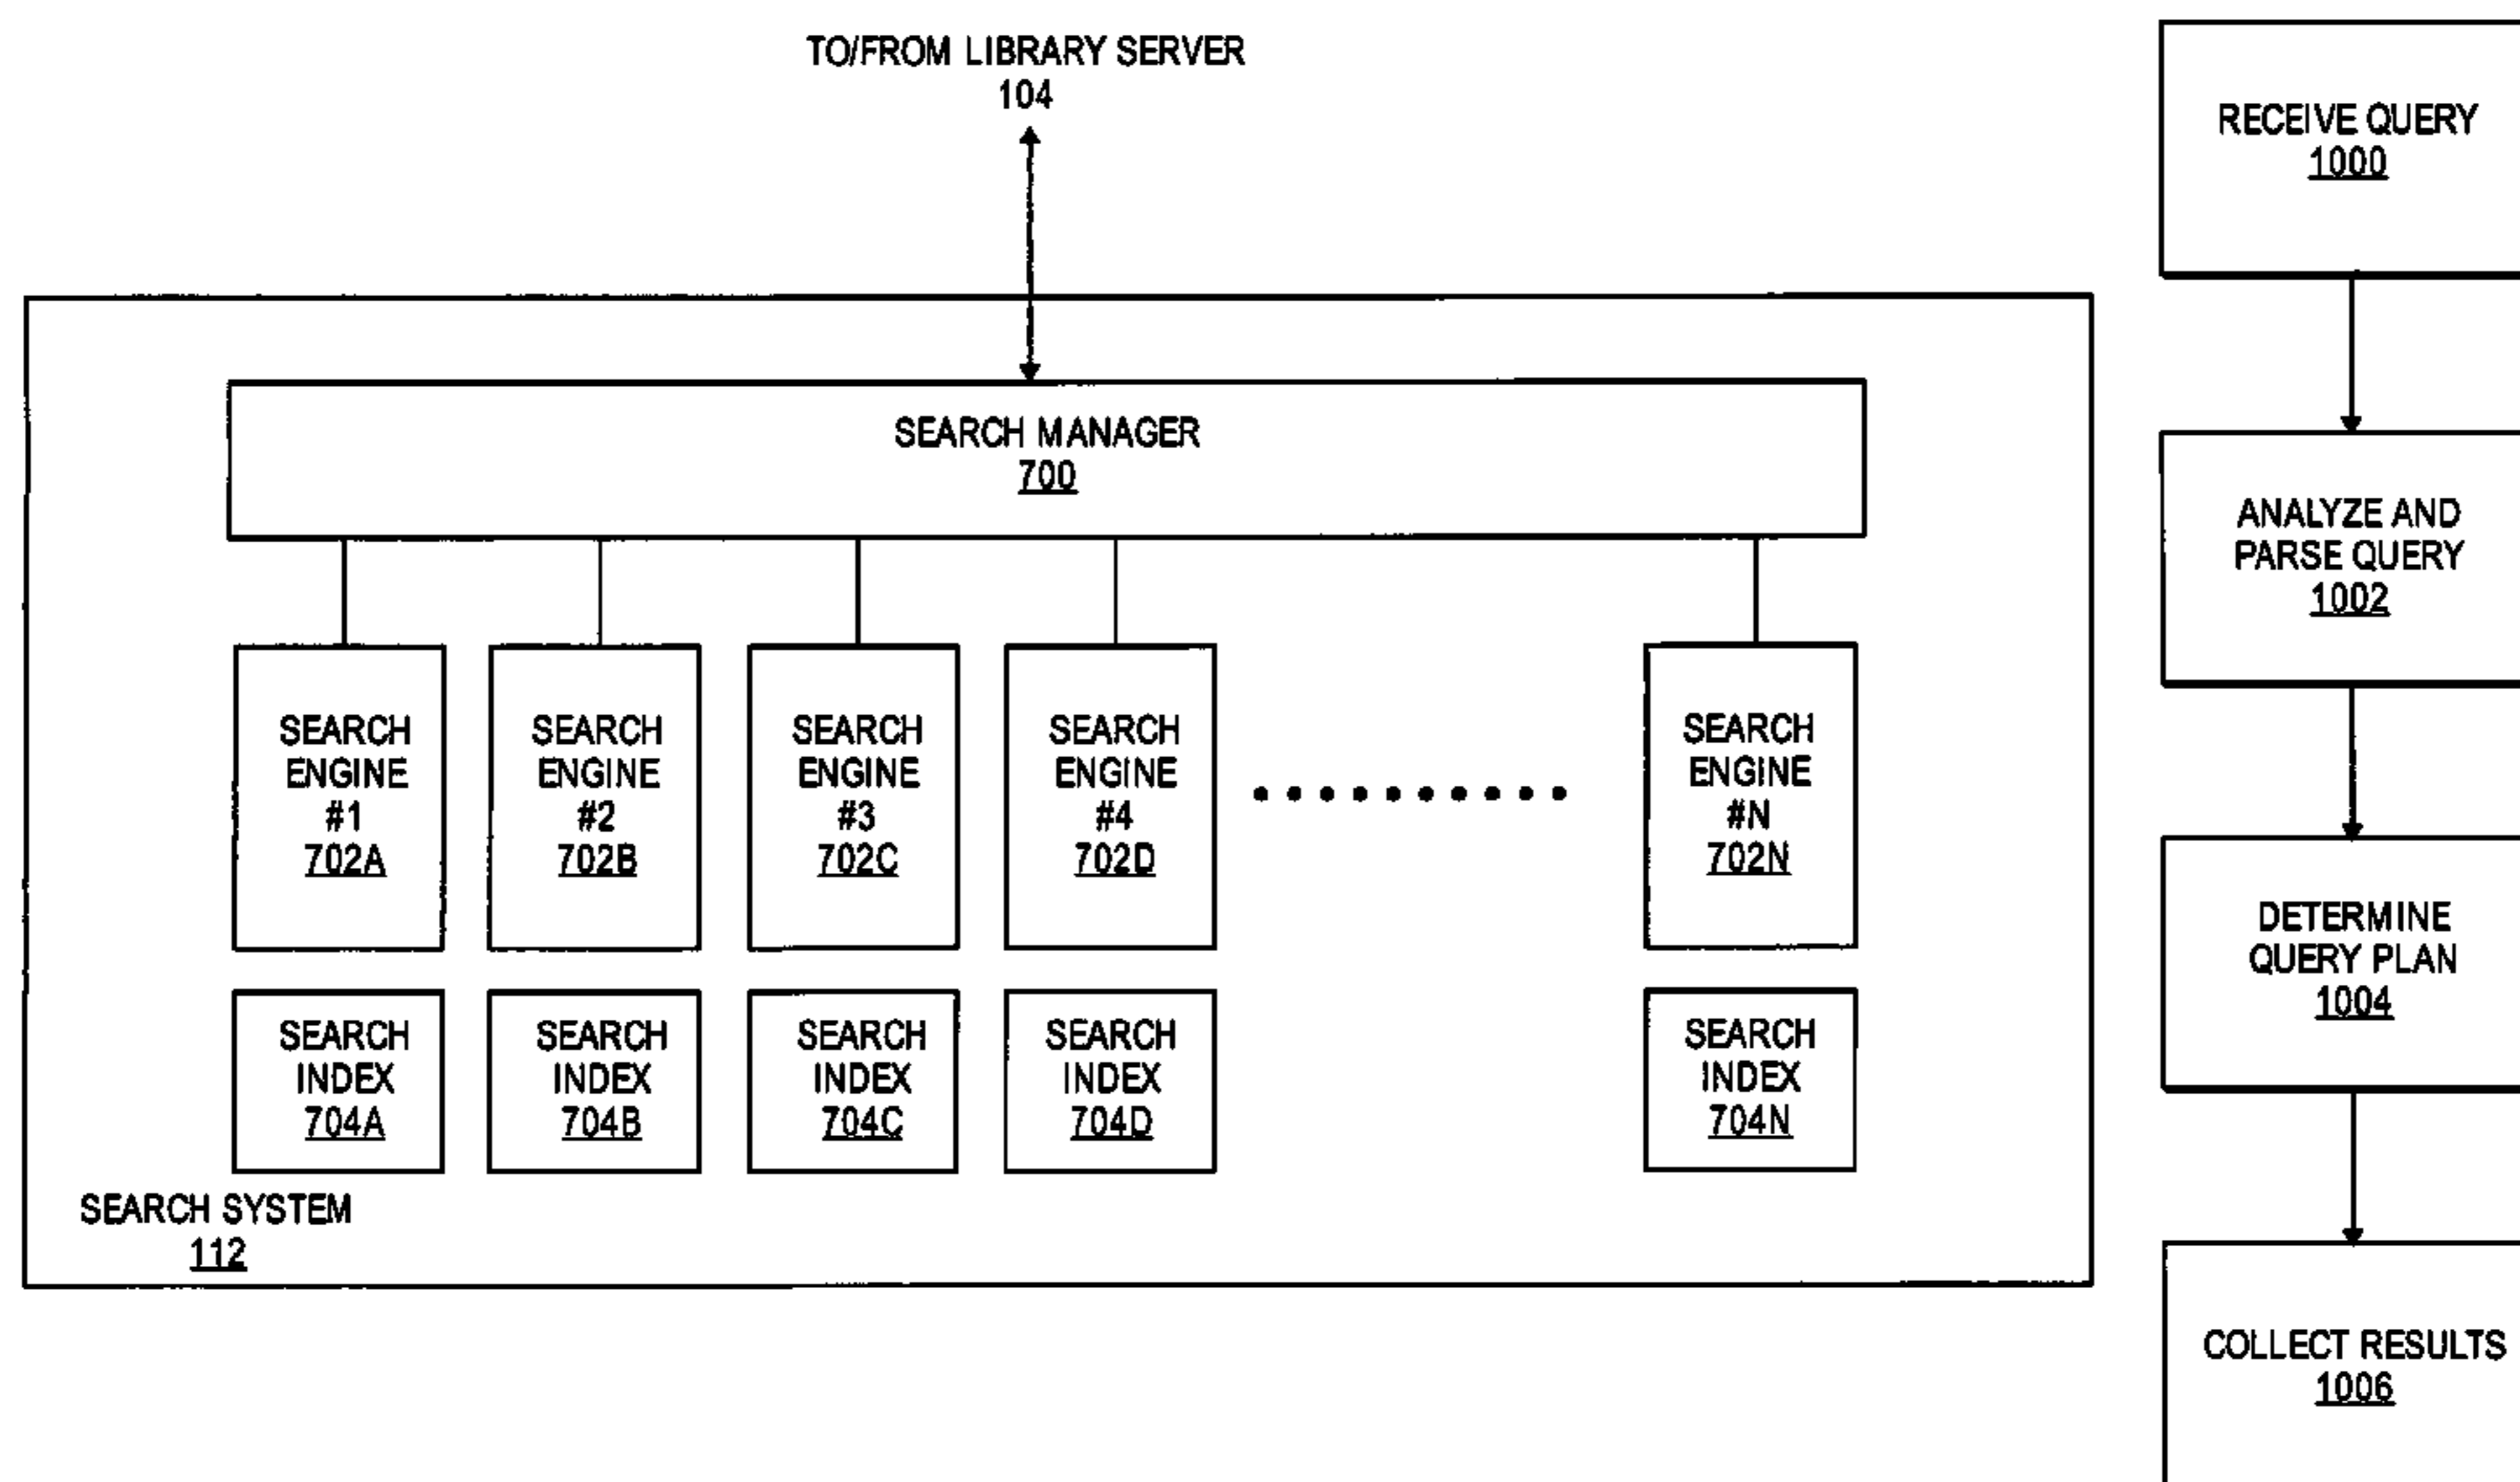 TO/FROM LIBRARY SERVER
104
SEARCH MANAGER
700
SEARCH
ENGINE
#1
702A
SEARCH
ENGINE
#2
702B
SEARCH
ENGINE
#3
702C
SEARCH
ENGINE
#4
702D
SEARCH
ENGINE
#N
702N
SEARCH
INDEX
704A
SEARCH
INDEX
704B
SEARCH
INDEX
704C
SEARCH
INDEX
704D
SEARCH
INDEX
704N
SEARCH SYSTEM
112
RECEIVE QUERY
1000
ANALYZE AND
PARSE QUERY
1002
DETERMINE
QUERY PLAN
1004
COLLECT RESULTS
1006